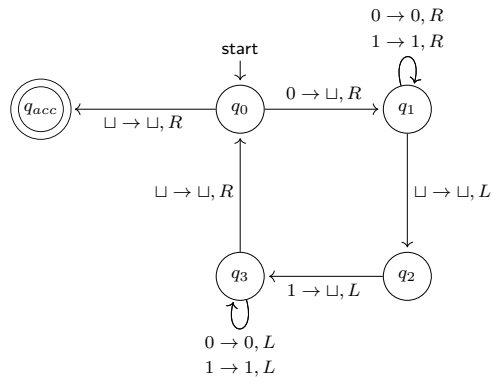 0 → 0, R
1 → 1, R
start
q_acc
q_0
0 → ⊔, R
q_1
⊔ → ⊔, R
⊔ → ⊔, R
⊔ → ⊔, L
q_3
1 → ⊔, L
q_2
0 → 0, L
1 → 1, L